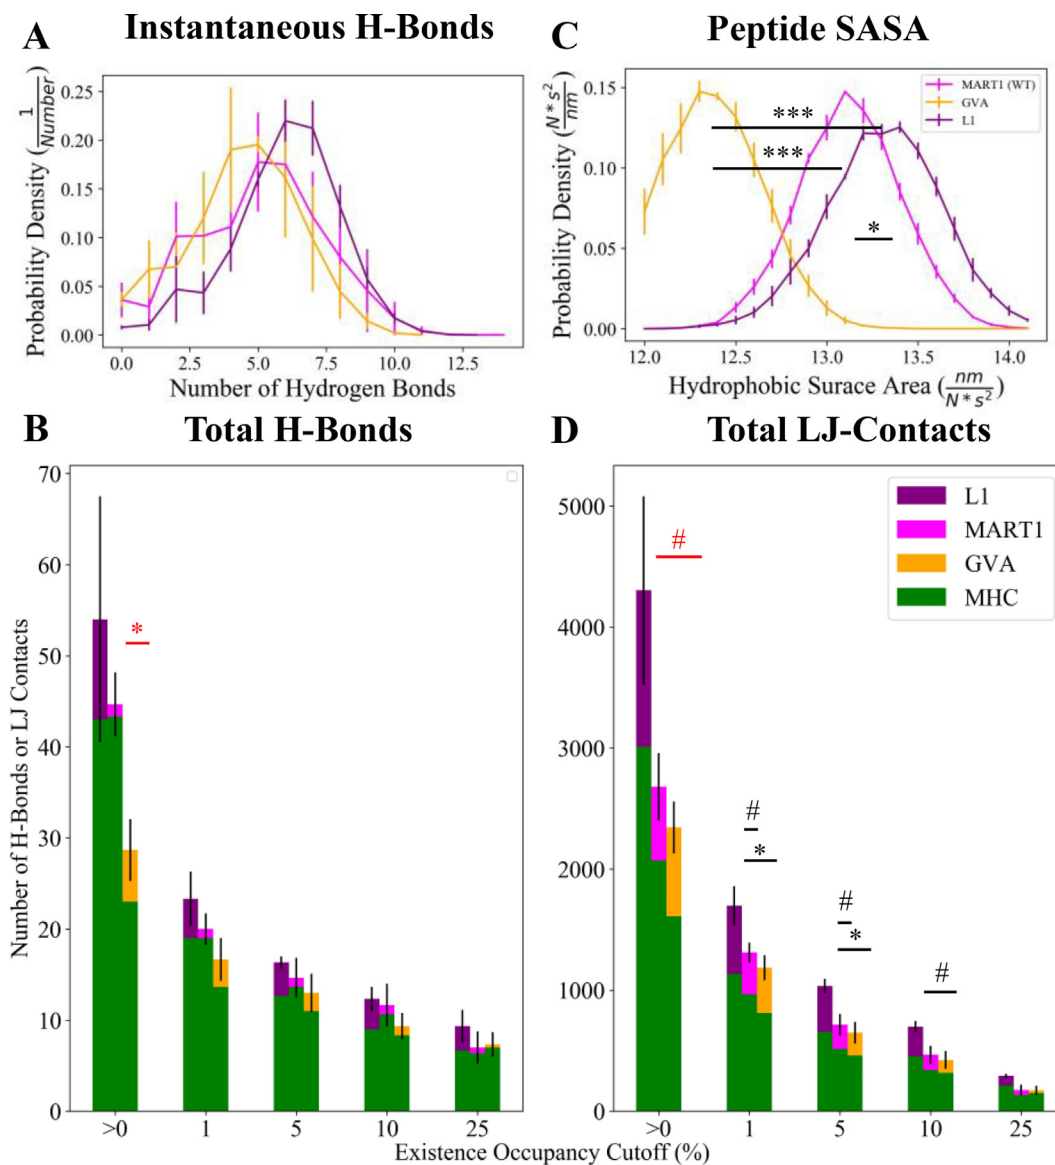 A Instantaneous H-Bonds
Probability Density (1/Number)
0.25
0.20
0.15
0.10
0.05
0.00
0.0 2.5 5.0 7.5 10.0 12.5
Number of Hydrogen Bonds
C Peptide SASA
Probability Density (N*s²/nm)
0.15
0.10
0.05
0.00
MART1 (WT)
GVA
L1
***
***
*
12.0 12.5 13.0 13.5 14.0
Hydrophobic Surace Area (nm/N*s²)
B Total H-Bonds
Number of H-Bonds or LJ Contacts
70
60
50
40
30
20
10
0
*
>0 1 5 10 25
D Total LJ-Contacts
5000
4000
3000
2000
1000
0
L1
MART1
GVA
MHC
#
#
*
#
*
#
>0 1 5 10 25
Existence Occupancy Cutoff (%)